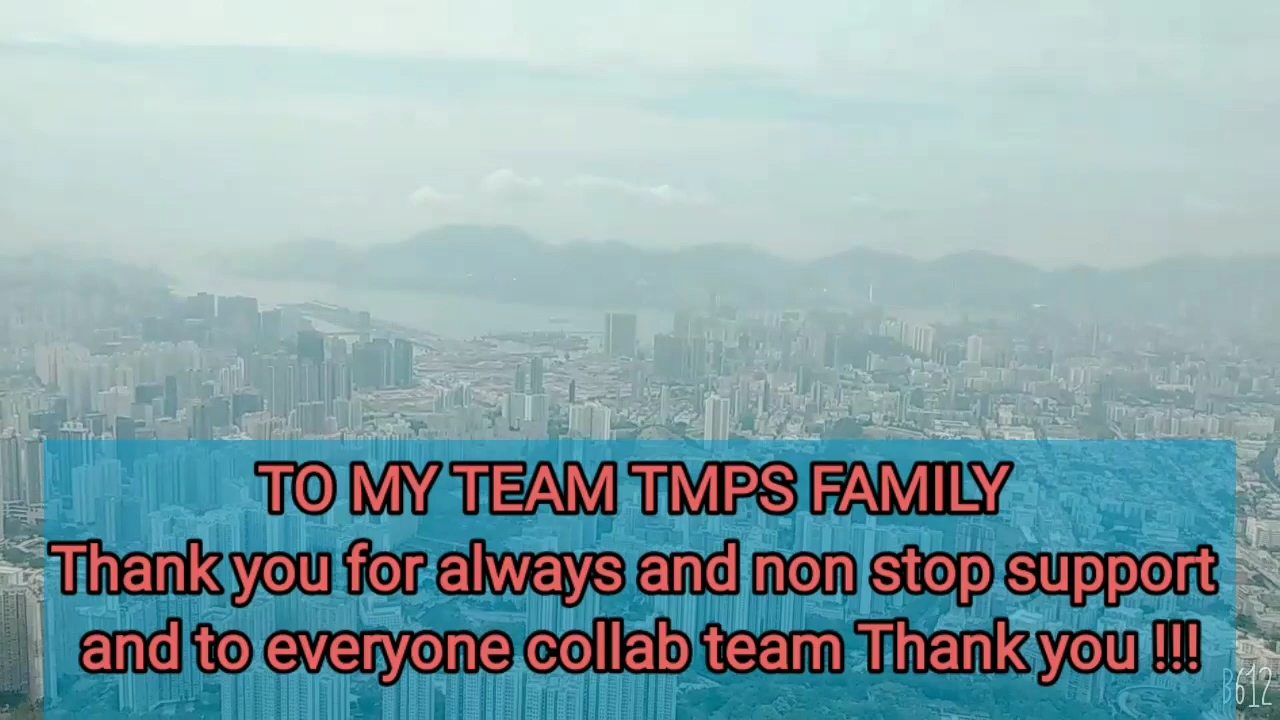 TO MY TEAM TMPS FAMILY
Thank you for always and non stop support
and to everyone collab team Thank you !!!
B612